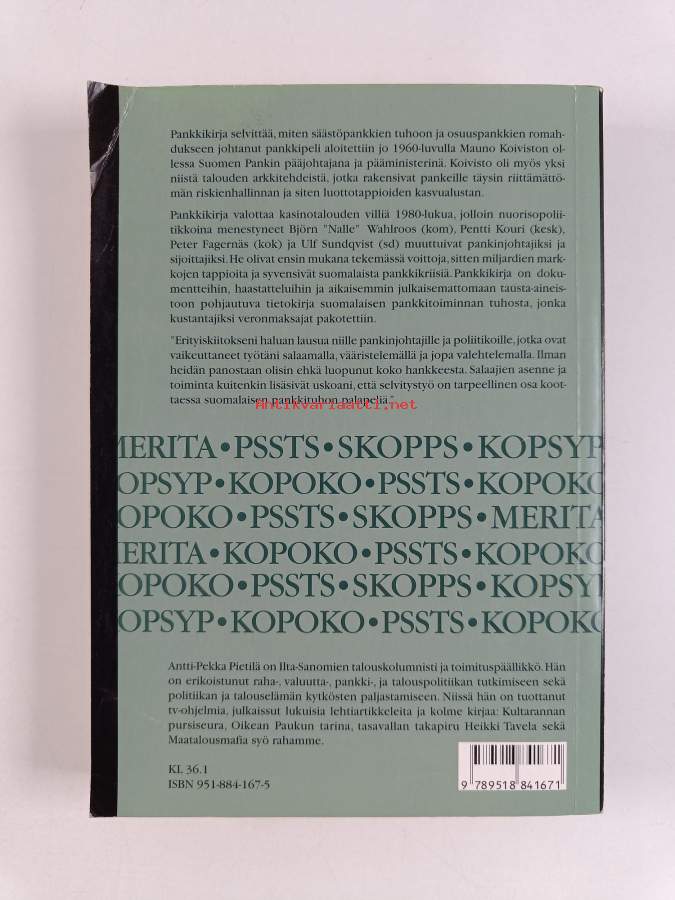 Pankkikirja selvittää, miten säästöpankkien tuhoon ja osuuspankkien romah-
dukseen johtanut pankkipeli aloitettiin jo 1960-luvulla Mauno Koiviston ol-
lessa Suomen Pankin pääjohtajana ja pääministerinä. Koivisto oli myös yksi
niistä talouden arkkitehdeistä, jotka rakensivat pankeille täysin riittämättö-
män riskienhallinnan ja siten luottotappioiden kasvualustan.
Pankkikirja valottaa kasinotalouden villiä 1980-lukua, jolloin nuorisopolii-
tikkoina menestyneet Björn "Nalle" Wahlroos (kom), Pentti Kouri (kesk),
Peter Fagernäs (kok) ja Ulf Sundqvist (sd) muuttuivat pankinjohtajiksi ja
sijoittajiksi. He olivat ensin mukana tekemässä voittoja, sitten miljardien mark-
kojen tappioita ja syvensivät suomalaista pankkikriisiä. Pankkikirja on doku-
mentteihin, haastatteluihin ja aikaisemmin julkaisemattomaan tausta-aineis-
toon pohjautuva tietokirja suomalaisen pankkitoiminnan tuhosta, jonka
kustantajiksi veronmaksajat pakotettiin.
"Erityiskiitokseni haluan lausua niille pankinjohtajille ja poliitikoille, jotka ovat
vaikeuttaneet työtäni salaamalla, vääristelemällä ja jopa valehtelemalla. Ilman
heidän panostaan olisin ehkä luopunut koko hankkeesta. Salaajien asenne ja
toiminta kuitenkin lisäsivät uskoani, että selvitystyö on tarpeellinen osa koot-
taessa suomalaisen pankkituhon palapeliä."
Antikvariaatti.net
MERITA•PSSTS•SKOPPS•KOPSYP
OPSYP•KOPOKO•PSSTS•KOPOKO
KOPOKO•PSSTS•SKOPPS•MERITA
MERITA•KOPOKO•PSSTS•KOPOKO
KOPOKO•PSSTS•SKOPPS•KOPSYP
OPSYP•KOPOKO•PSSTS•KOPOKO
Antti-Pekka Pietilä on Ilta-Sanomien talouskolumnisti ja toimituspäällikkö. Hän
on erikoistunut raha-, valuutta-, pankki-, ja talouspolitiikan tutkimiseen sekä
politiikan ja talouselämän kytkösten paljastamiseen. Niissä hän on tuottanut
tv-ohjelmia, julkaissut lukuisia lehtiartikkeleita ja kolme kirjaa: Kultarannan
pursiseura, Oikean Paukun tarina, tasavallan takapiru Heikki Tavela sekä
Maatalousmafia syö rahamme.
KL 36.1
ISBN 951-884-167-5
9 789518 841671